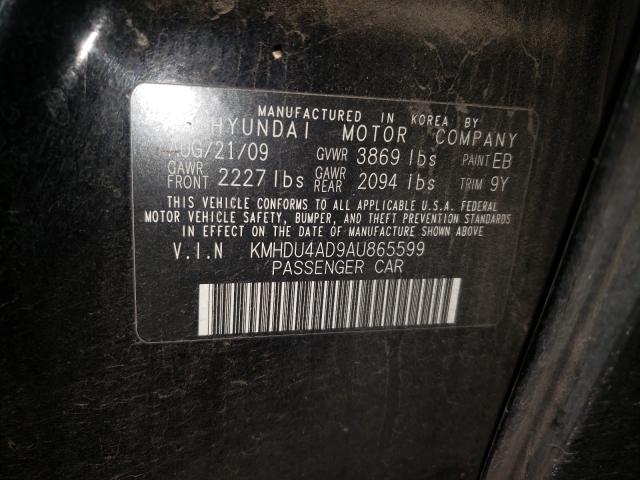 MANUFACTURED IN KOREA BY
HYUNDAI MOTOR COMPANY
AUG/21/09 GVWR 3869 lbs PAINT EB
GAWR FRONT 2227 lbs GAWR REAR 2094 lbs TRIM 9Y
THIS VEHICLE CONFORMS TO ALL APPLICABLE U.S.A. FEDERAL
MOTOR VEHICLE SAFETY, BUMPER, AND THEFT PREVENTION STANDARDS
IN EFFECT ON THE DATE OF MANUFACTURE SHOWN ABOVE
V.I.N KMHDU4AD9AU865599
PASSENGER CAR